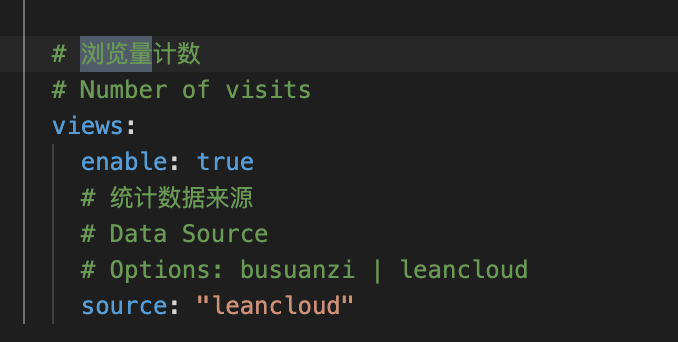 # 浏览量计数
# Number of visits
views:
enable: true
# 统计数据来源
# Data Source
# Options: busuanzi | leancloud
source: "leancloud"